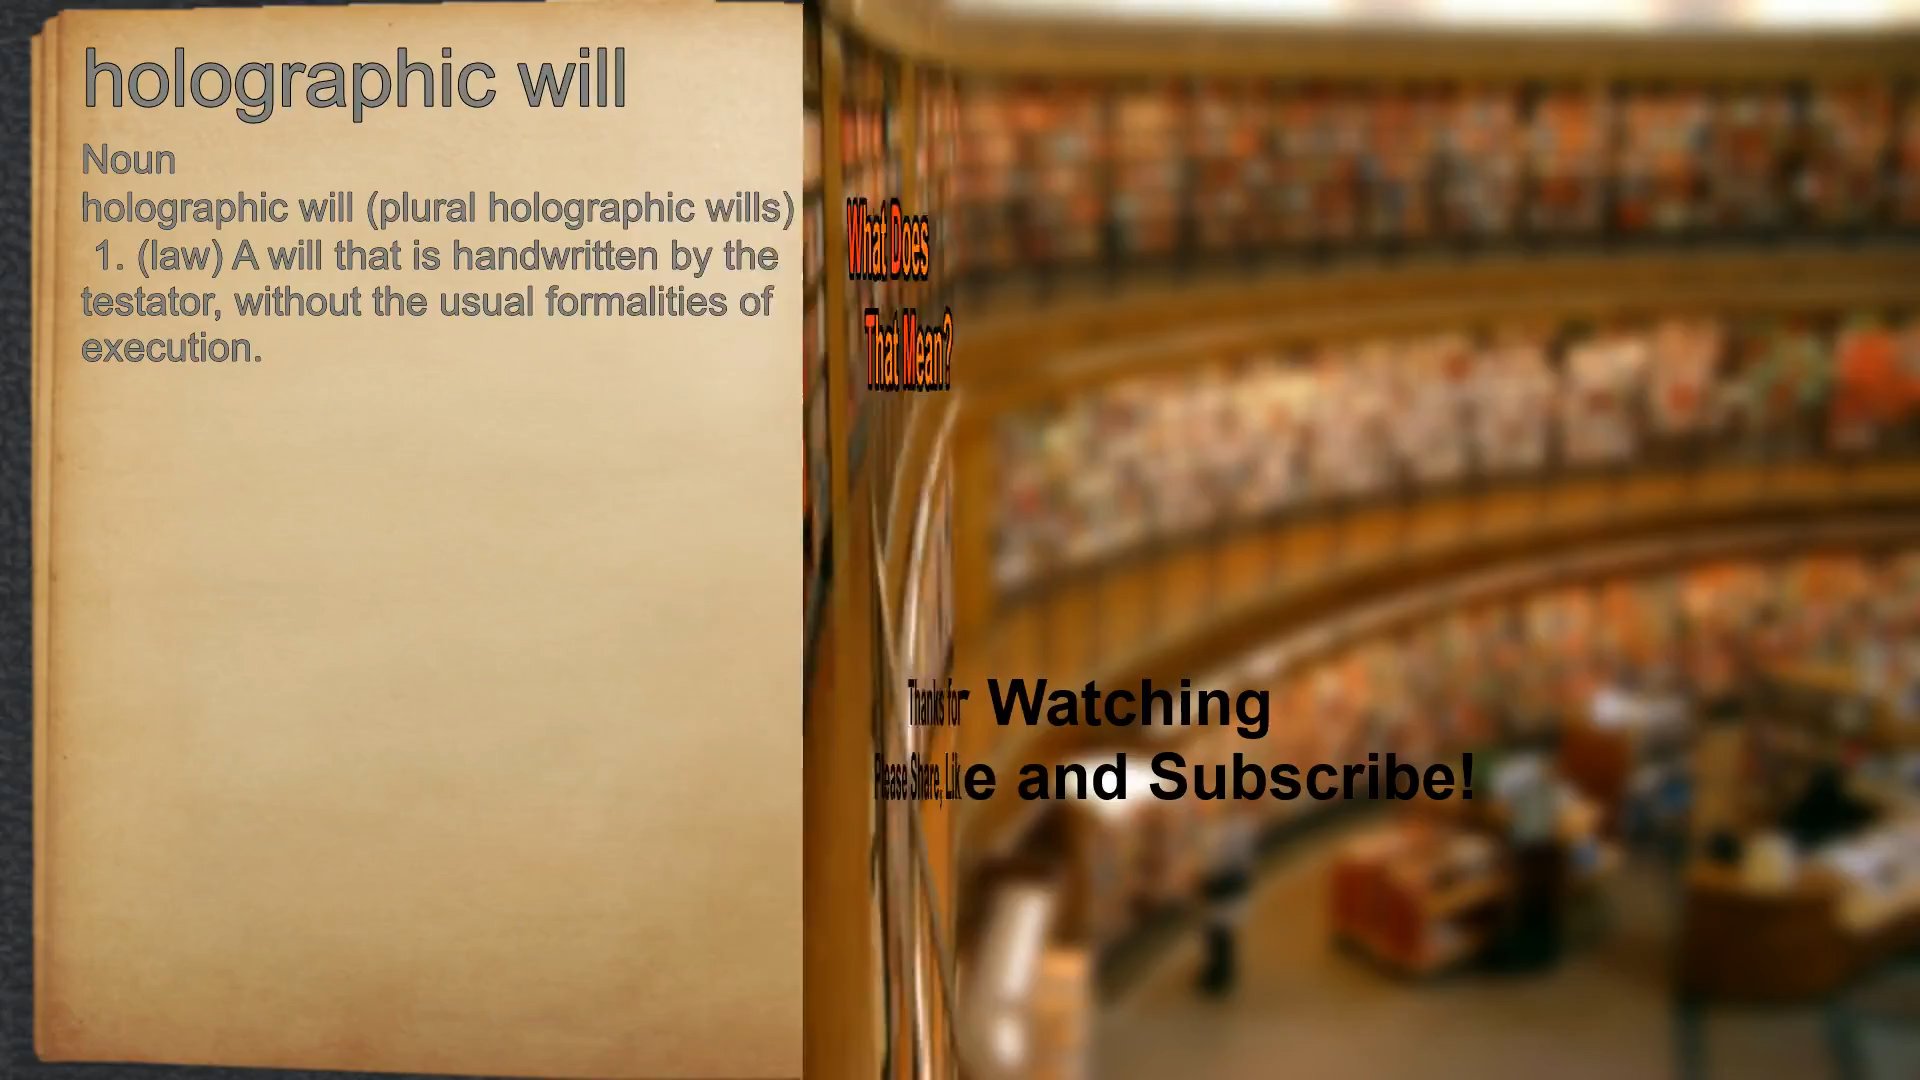 holographic will
Noun
holographic will (plural holographic wills)
1. (law) A will that is handwritten by the
testator, without the usual formalities of
execution.
What Does
That Mean?
Thanks for Watching
Please Share, Like and Subscribe!